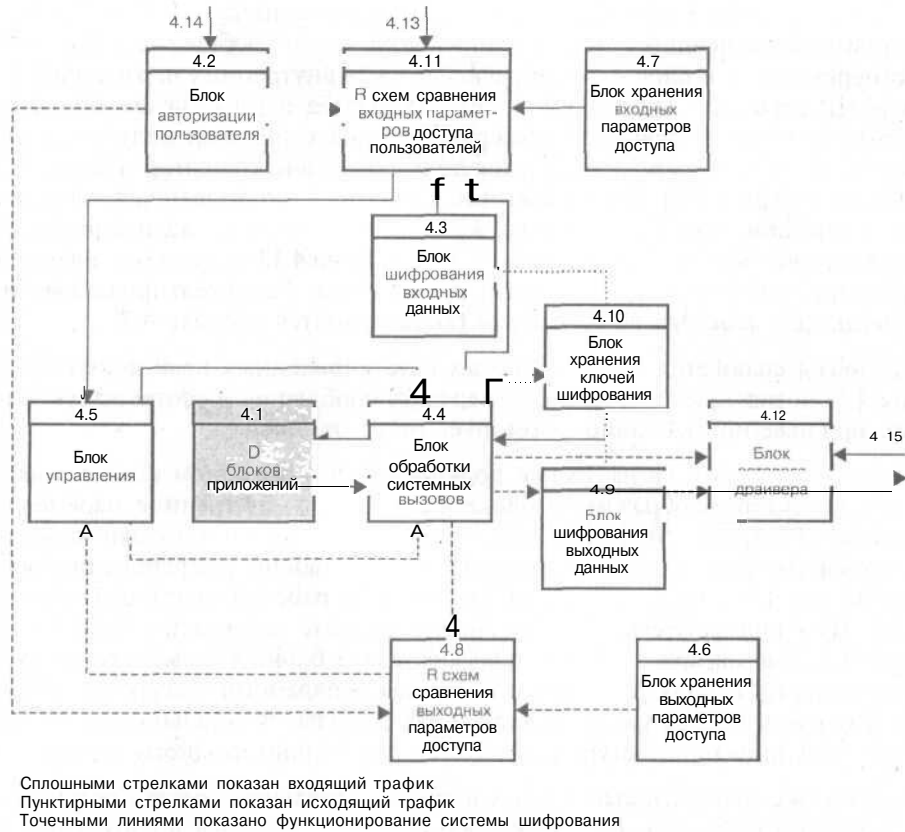 4.14
4.13
4.2
Блок
авторизации
пользователя
4.11
R схем сравнения
входных парамет-
ров доступа
пользователей
4.7
Блок хранения
входных
параметров
доступа
f t
4.3
Блок
шифрования
входных
данных
4.10
Блок
хранения
ключей
шифрования
4.5
Блок
управления
4.1
D
блоков
приложений
4 Г
4.4
Блок
обработки
системных
вызовов
4.12
Блок
драйвера
4 15
4.9
Блок
шифрования
выходных
данных
A
A
4
4.8
R схем
сравнения
выходных
параметров
доступа
4.6
Блок хранения
выходных
параметров
доступа
Сплошными стрелками показан входящий трафик
Пунктирными стрелками показан исходящий трафик
Точечными линиями показано функционирование системы шифрования